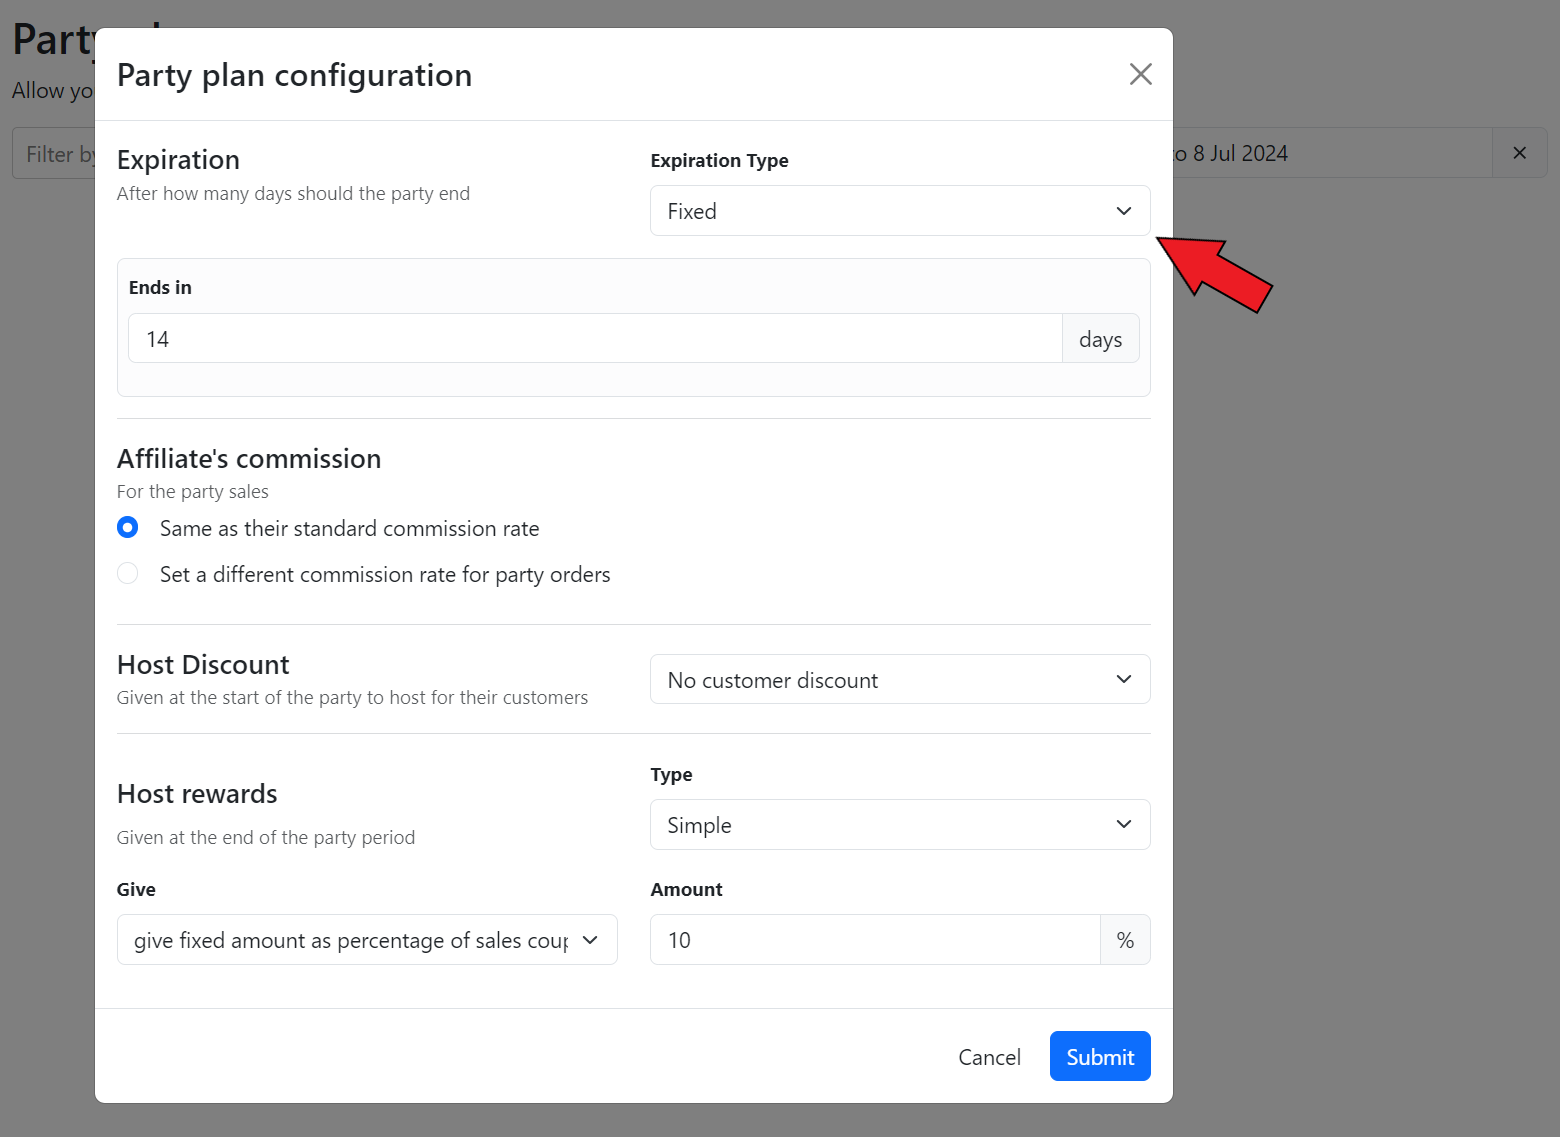 Party
Party plan configuration
Allow yo
Filter by
to 8 Jul 2024
Expiration
After how many days should the party end
Expiration Type
Fixed
Ends in
14 days
Affiliate's commission
For the party sales
Same as their standard commission rate
Set a different commission rate for party orders
Host Discount
Given at the start of the party to host for their customers
No customer discount
Host rewards
Given at the end of the party period
Type
Simple
Give
give fixed amount as percentage of sales coup
Amount
10 %
Cancel Submit